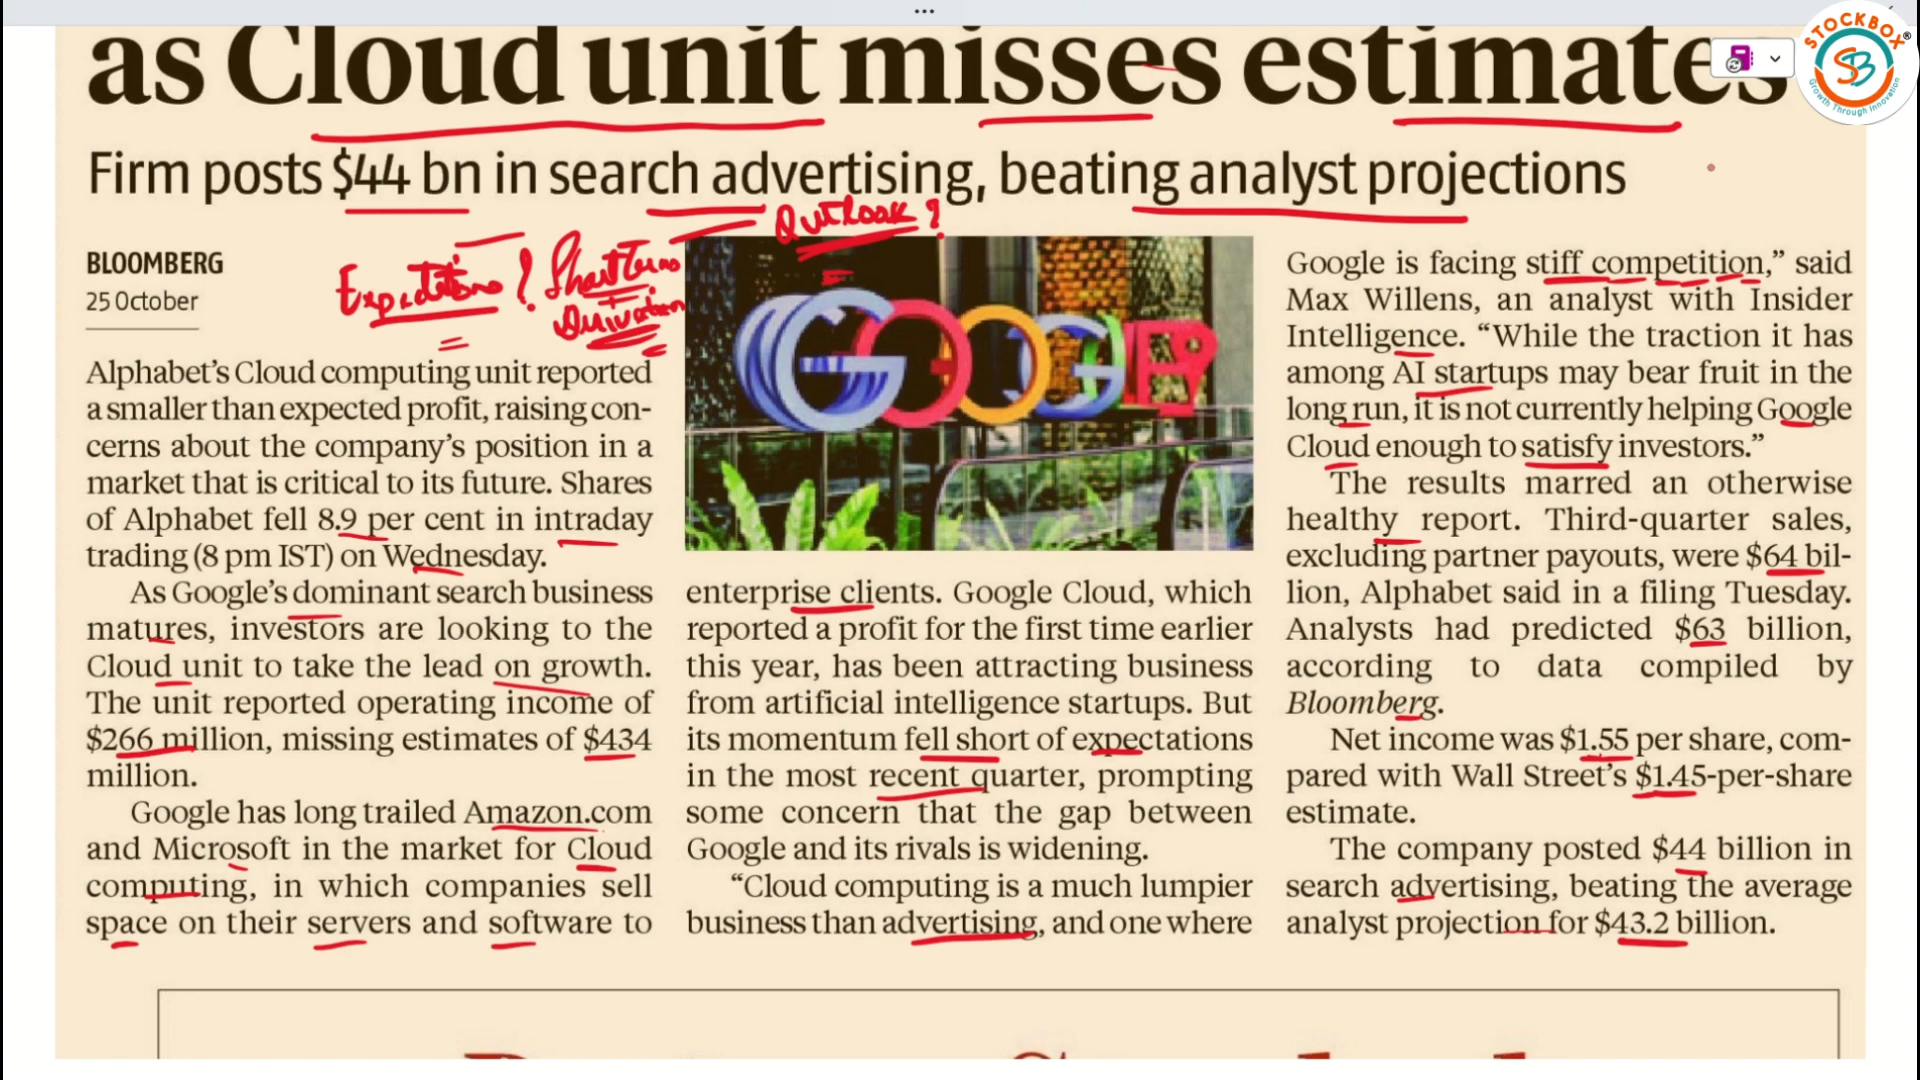 ...
as Cloud unit misses estimates
STOCKBOX®
SB
Growth Through Innovation
Firm posts $44 bn in search advertising, beating analyst projections
Outlook?
Expectations? Short Term
BLOOMBERG
25 October
Alphabet's Cloud computing unit reported
a smaller than expected profit, raising con-
cerns about the company's position in a
market that is critical to its future. Shares
of Alphabet fell 8.9 per cent in intraday
trading (8 pm IST) on Wednesday.
As Google's dominant search business
matures, investors are looking to the
Cloud unit to take the lead on growth.
The unit reported operating income of
$266 million, missing estimates of $434
million.
Google has long trailed Amazon.com
and Microsoft in the market for Cloud
computing, in which companies sell
space on their servers and software to
enterprise clients. Google Cloud, which
reported a profit for the first time earlier
this year, has been attracting business
from artificial intelligence startups. But
its momentum fell short of expectations
in the most recent quarter, prompting
some concern that the gap between
Google and its rivals is widening.
“Cloud computing is a much lumpier
business than advertising, and one where
Google is facing stiff competition,” said
Max Willens, an analyst with Insider
Intelligence. “While the traction it has
among AI startups may bear fruit in the
long run, it is not currently helping Google
Cloud enough to satisfy investors.”
The results marred an otherwise
healthy report. Third-quarter sales,
excluding partner payouts, were $64 bil-
lion, Alphabet said in a filing Tuesday.
Analysts had predicted $63 billion,
according to data compiled by
Bloomberg.
Net income was $1.55 per share, com-
pared with Wall Street's $1.45-per-share
estimate.
The company posted $44 billion in
search advertising, beating the average
analyst projection for $43.2 billion.